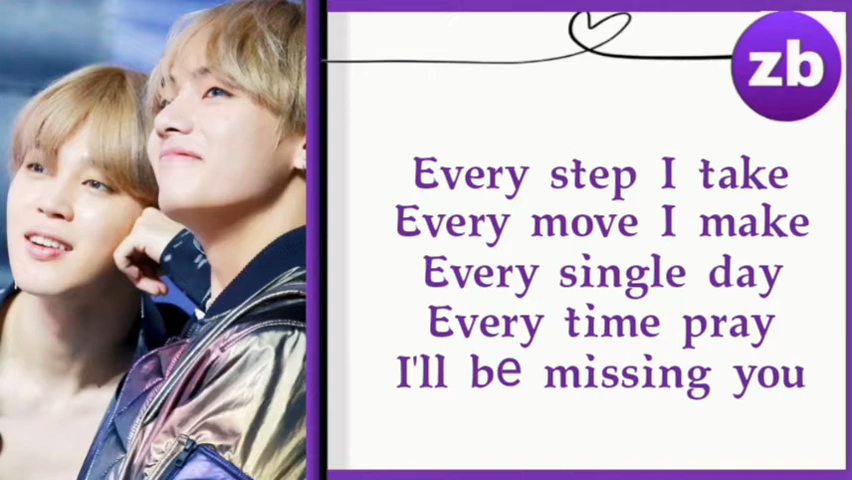 zb
Every step I take
Every move I make
Every single day
Every time pray
I'll be missing you